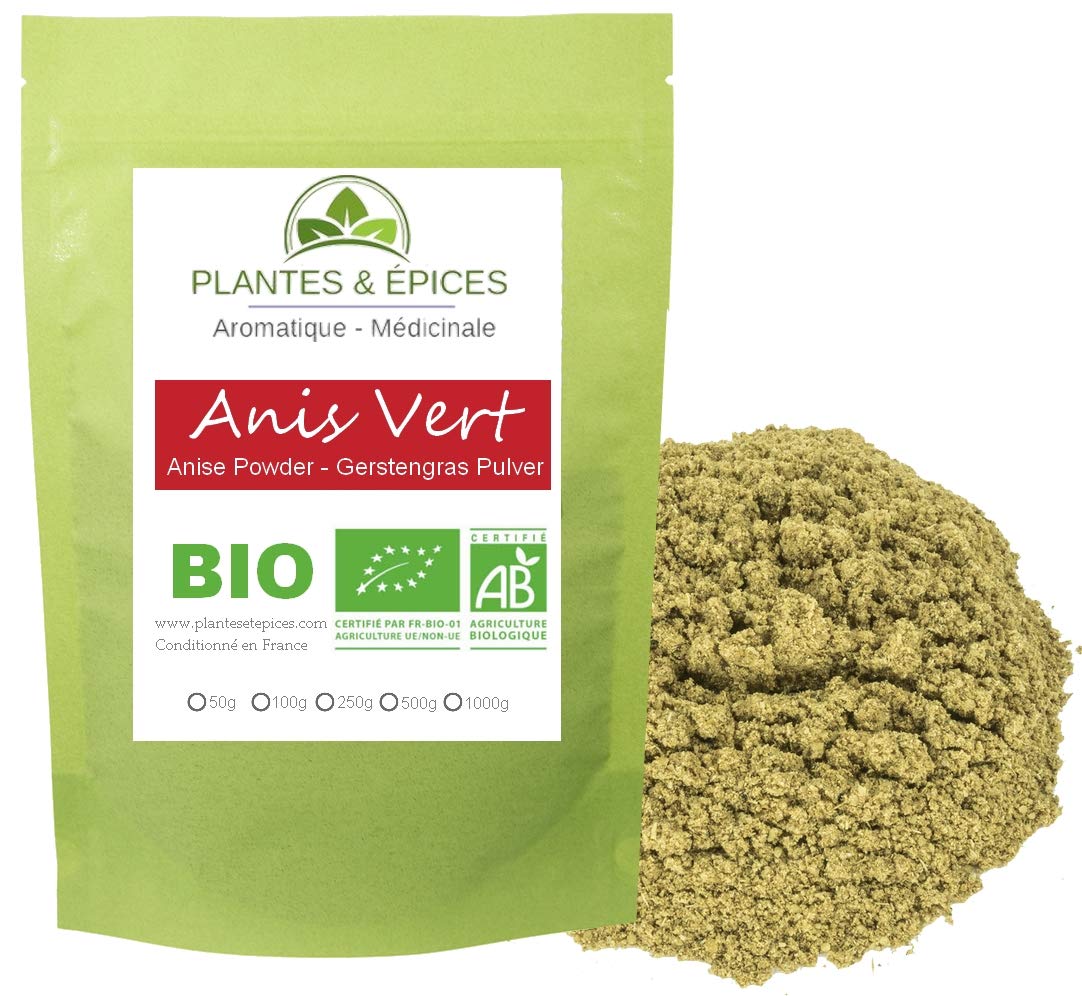 PLANTES & ÉPICES
Aromatique - Médicinale
Anis Vert
Anise Powder - Gerstengras Pulver
BIO
CERTIFIÉ PAR FR-BIO-01
AGRICULTURE UE/NON-UE
CERTIFIÉ
AB
AGRICULTURE
BIOLOGIQUE
www.plantesetepices.com
Conditionné en France
50g 100g 250g 500g 1000g